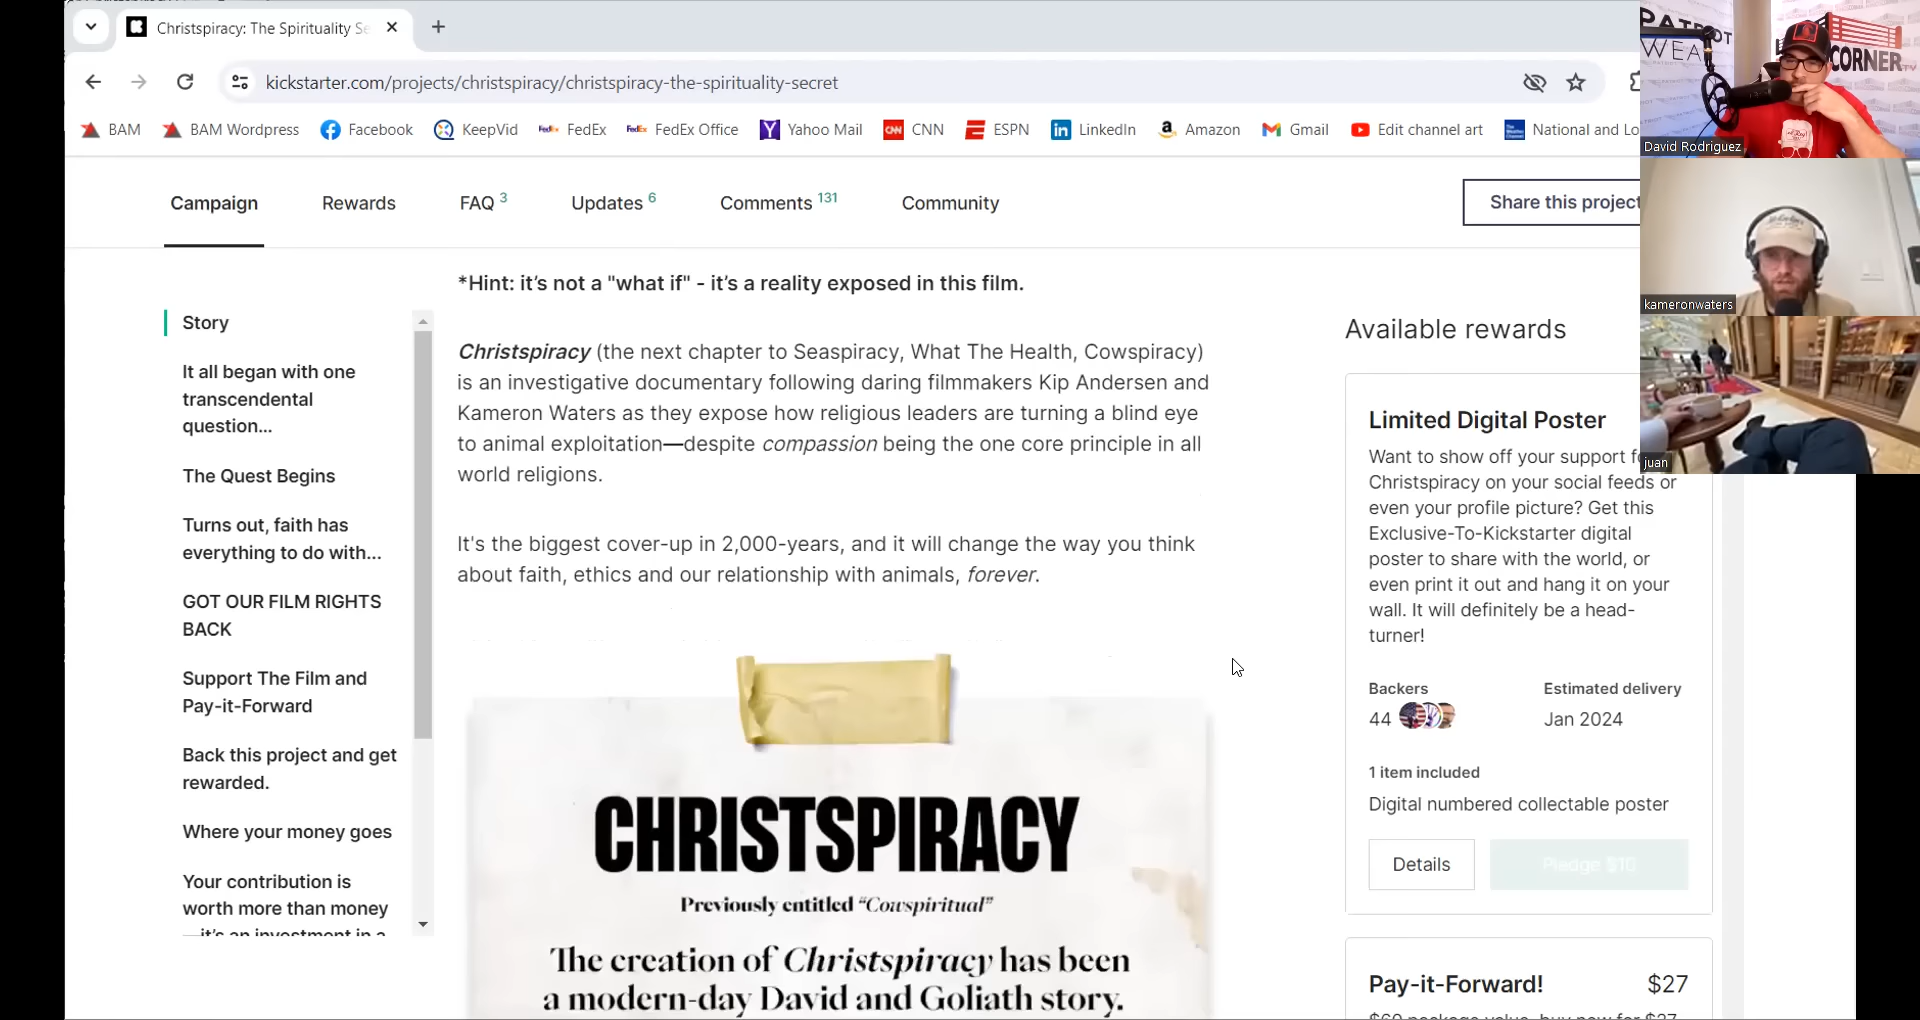 Christspiracy: The Spirituality Se
kickstarter.com/projects/christspiracy/christspiracy-the-spirituality-secret
BAM BAM Wordpress Facebook KeepVid FedEx FedEx Office Yahoo Mail CNN ESPN LinkedIn Amazon Gmail Edit channel art National and Lo
Campaign Rewards FAQ 3 Updates 6 Comments 131 Community
Share this project
WEA
CORNER
David Rodriguez
kameronwaters
juan
Story
It all began with one
transcendental
question...
The Quest Begins
Turns out, faith has
everything to do with...
GOT OUR FILM RIGHTS
BACK
Support The Film and
Pay-it-Forward
Back this project and get
rewarded.
Where your money goes
Your contribution is
worth more than money
—it's an investment in a
*Hint: it's not a "what if" - it's a reality exposed in this film.
Christspiracy (the next chapter to Seaspiracy, What The Health, Cowspiracy)
is an investigative documentary following daring filmmakers Kip Andersen and
Kameron Waters as they expose how religious leaders are turning a blind eye
to animal exploitation—despite compassion being the one core principle in all
world religions.
It's the biggest cover-up in 2,000-years, and it will change the way you think
about faith, ethics and our relationship with animals, forever.
CHRISTSPIRACY
Previously entitled "Cowspiritual"
The creation of Christspiracy has been
a modern-day David and Goliath story.
Available rewards
Limited Digital Poster
Want to show off your support f
Christspiracy on your social feeds or
even your profile picture? Get this
Exclusive-To-Kickstarter digital
poster to share with the world, or
even print it out and hang it on your
wall. It will definitely be a head-
turner!
Backers Estimated delivery
44 Jan 2024
1 item included
Digital numbered collectable poster
Details Pledge $10
Pay-it-Forward! $27